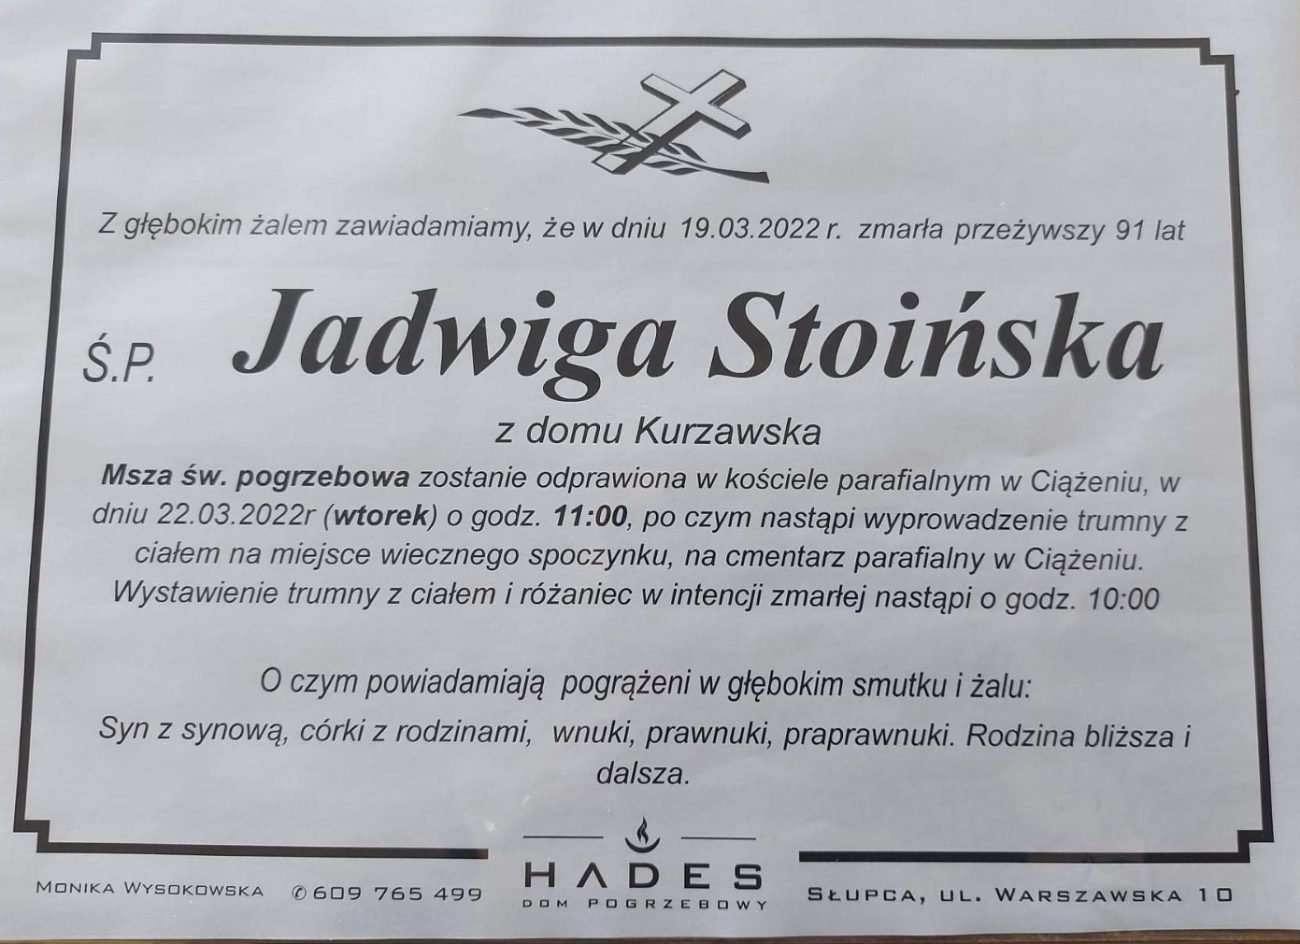 Z głębokim żalem zawiadamiamy, że w dniu 19.03.2022 r. zmarła przeżywszy 91 lat
Ś.P. Jadwiga Stoińska
z domu Kurzawska
Msza św. pogrzebowa zostanie odprawiona w kościele parafialnym w Ciążeniu, w
dniu 22.03.2022r (wtorek) o godz. 11:00, po czym nastąpi wyprowadzenie trumny z
ciałem na miejsce wiecznego spoczynku, na cmentarz parafialny w Ciążeniu.
Wystawienie trumny z ciałem i różaniec w intencji zmarłej nastąpi o godz. 10:00
O czym powiadamiają pogrążeni w głębokim smutku i żalu:
Syn z synową, córki z rodzinami, wnuki, prawnuki, praprawnuki. Rodzina bliższa i
dalsza.
HADES
DOM POGRZEBOWY
MONIKA WYSOKOWSKA ✆609 765 499
SŁUPCA, UL. WARSZAWSKA 10